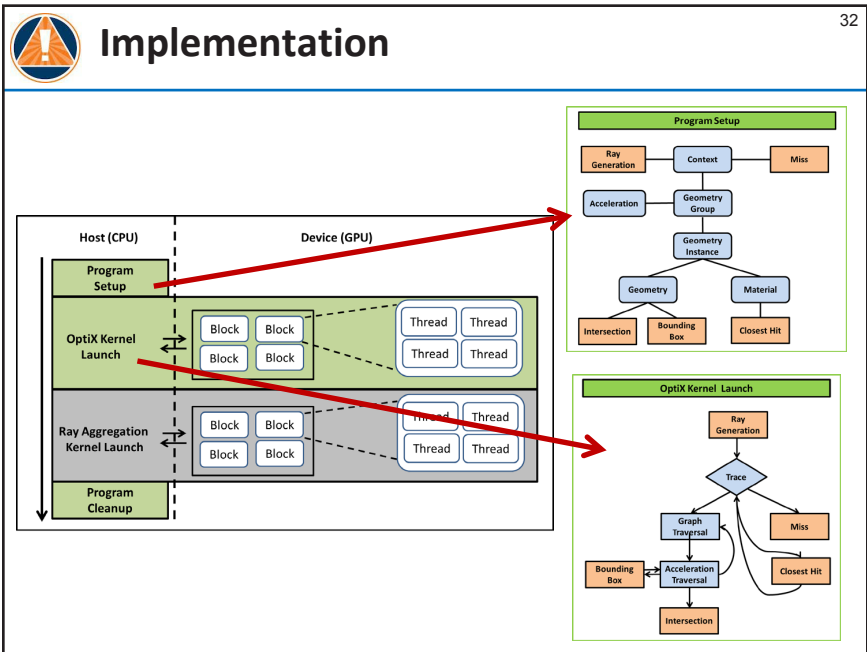 32
Implementation
Host (CPU)
Device (GPU)
Program
Setup
OptiX Kernel
Launch
Block
Block
Block
Block
Thread
Thread
Thread
Thread
Ray Aggregation
Kernel Launch
Block
Block
Block
Block
Thread
Thread
Thread
Thread
Program
Cleanup
Program Setup
Ray
Generation
Context
Miss
Acceleration
Geometry
Group
Geometry
Instance
Geometry
Material
Intersection
Bounding
Box
Closest Hit
OptiX Kernel Launch
Ray
Generation
Trace
Graph
Traversal
Miss
Bounding
Box
Acceleration
Traversal
Closest Hit
Intersection